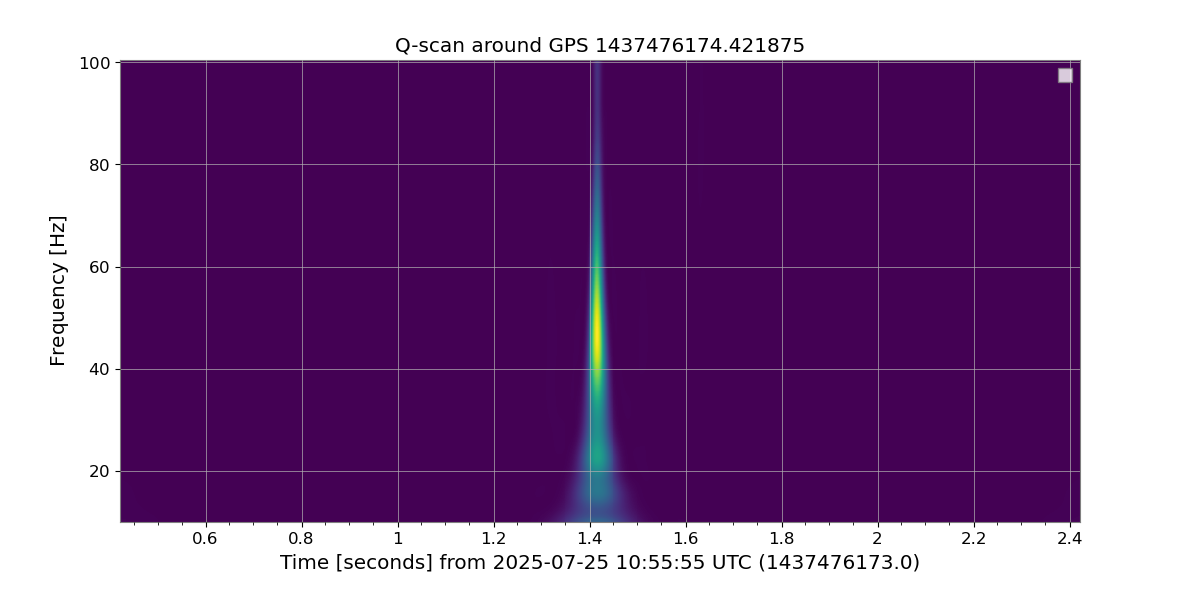 Q-scan around GPS 1437476174.421875
Frequency [Hz]
100
80
60
40
20
0.6 0.8 1 1.2 1.4 1.6 1.8 2 2.2 2.4
Time [seconds] from 2025-07-25 10:55:55 UTC (1437476173.0)